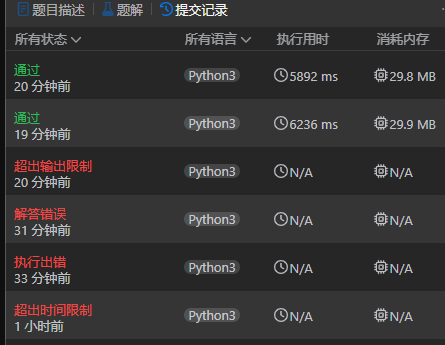 题目描述 题解 提交记录
所有状态 所有语言 执行用时 消耗内存
通过
20 分钟前
Python3 5892 ms 29.8 MB
通过
19 分钟前
Python3 6236 ms 29.9 MB
超出输出限制
20 分钟前
Python3 N/A N/A
解答错误
31 分钟前
Python3 N/A N/A
执行出错
33 分钟前
Python3 N/A N/A
超出时间限制
1 小时前
Python3 N/A N/A